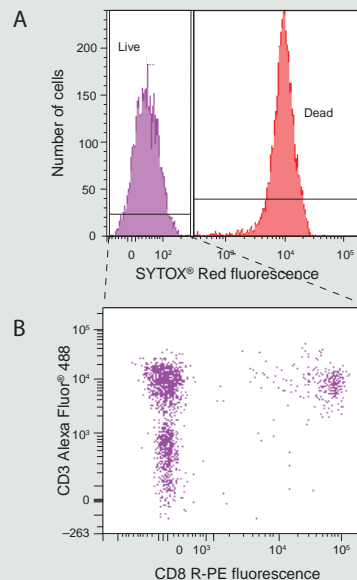 A
Number of cells
200
150
100
50
0
Live
Dead
0 10² 10³ 10⁴ 10⁵
SYTOX® Red fluorescence
B
CD3 Alexa Fluor® 488
10⁵
10⁴
10³
0
−263
0 10³ 10⁴ 10⁵
CD8 R-PE fluorescence